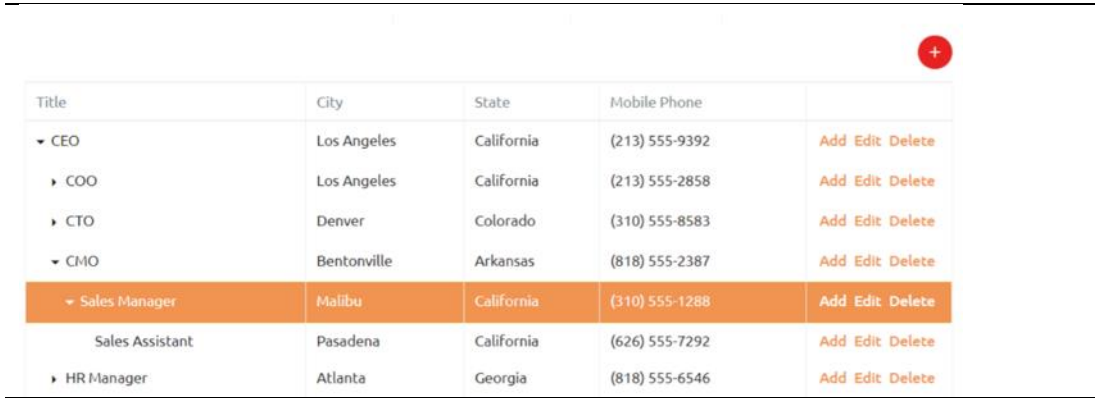 +
Title City State Mobile Phone
CEO Los Angeles California (213) 555-9392 Add Edit Delete
COO Los Angeles California (213) 555-2858 Add Edit Delete
CTO Denver Colorado (310) 555-8583 Add Edit Delete
CMO Bentonville Arkansas (818) 555-2387 Add Edit Delete
Sales Manager Malibu California (310) 555-1288 Add Edit Delete
Sales Assistant Pasadena California (626) 555-7292 Add Edit Delete
HR Manager Atlanta Georgia (818) 555-6546 Add Edit Delete